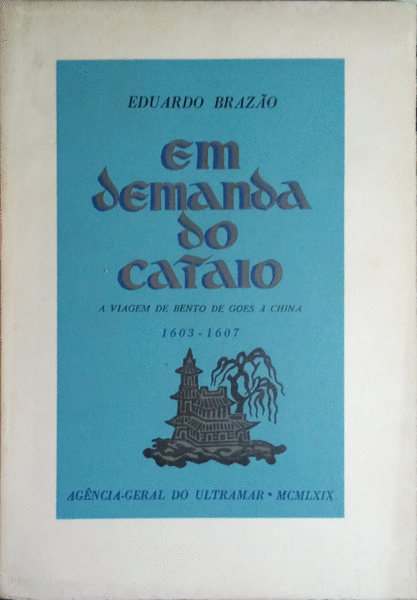 EDUARDO BRAZÃO
Em
demanda
do
cataio
A VIAGEM DE BENTO DE GOES À CHINA
1603-1607
AGÊNCIA-GERAL DO ULTRAMAR * MCMLXIX